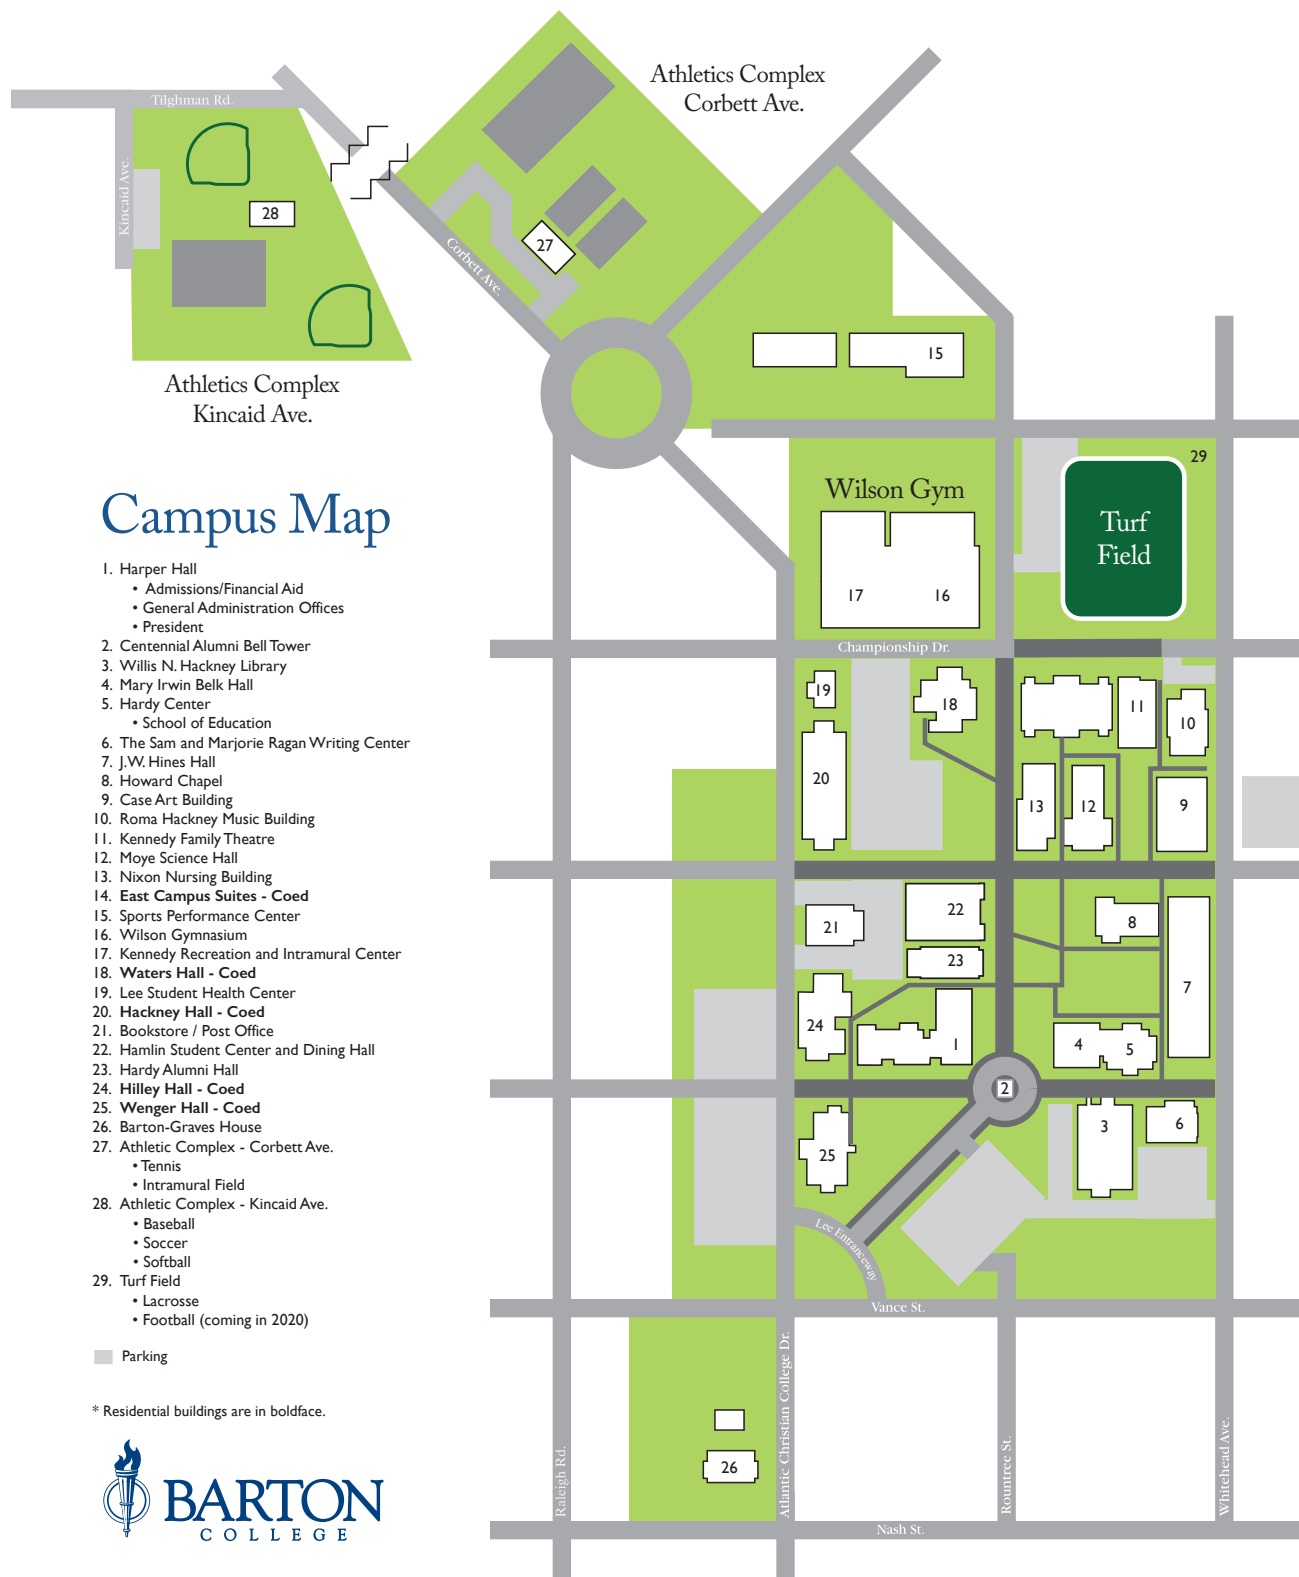 Athletics Complex
Corbett Ave.
Tilghman Rd.
Kincaid Ave.
28
27
Corbett Ave.
15
Athletics Complex
Kincaid Ave.
29
Wilson Gym
Turf
Field
17
16
Championship Dr.
Campus Map
1. Harper Hall
• Admissions/Financial Aid
• General Administration Offices
• President
2. Centennial Alumni Bell Tower
3. Willis N. Hackney Library
4. Mary Irwin Belk Hall
5. Hardy Center
• School of Education
6. The Sam and Marjorie Ragan Writing Center
7. J.W. Hines Hall
8. Howard Chapel
9. Case Art Building
10. Roma Hackney Music Building
11. Kennedy Family Theatre
12. Moye Science Hall
13. Nixon Nursing Building
14. East Campus Suites - Coed
15. Sports Performance Center
16. Wilson Gymnasium
17. Kennedy Recreation and Intramural Center
18. Waters Hall - Coed
19. Lee Student Health Center
20. Hackney Hall - Coed
21. Bookstore / Post Office
22. Hamlin Student Center and Dining Hall
23. Hardy Alumni Hall
24. Hilley Hall - Coed
25. Wenger Hall - Coed
26. Barton-Graves House
27. Athletic Complex - Corbett Ave.
• Tennis
• Intramural Field
28. Athletic Complex - Kincaid Ave.
• Baseball
• Soccer
• Softball
29. Turf Field
• Lacrosse
• Football (coming in 2020)
Parking
* Residential buildings are in boldface.
BARTON
COLLEGE
19
18
11
10
20
13
12
9
21
22
8
23
7
24
1
4
5
2
3
6
25
Lee Entranceway
Vance St.
26
Raleigh Rd.
Atlantic Christian College Dr.
Rountree St.
Whitehead Ave.
Nash St.